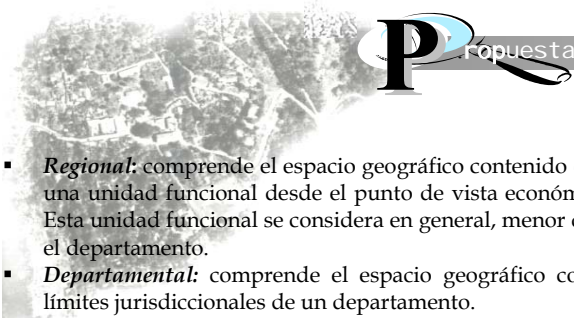 Propuesta
▪ Regional: comprende el espacio geográfico contenido
una unidad funcional desde el punto de vista económ
Esta unidad funcional se considera en general, menor
el departamento.
▪ Departamental: comprende el espacio geográfico co
límites jurisdiccionales de un departamento.